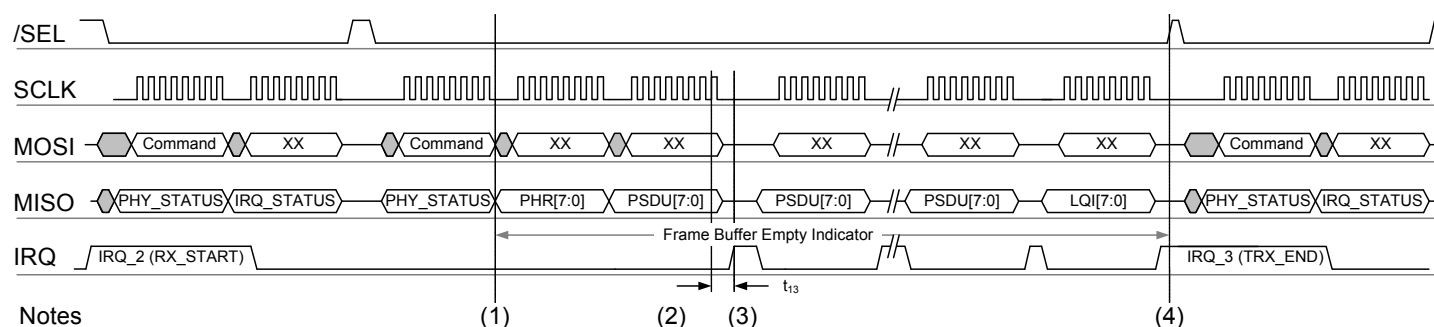 /SEL
SCLK
MOSI Command XX Command XX XX XX XX XX Command XX
MISO PHY_STATUS IRQ_STATUS PHY_STATUS PHR[7:0] PSDU[7:0] PSDU[7:0] PSDU[7:0] LQI[7:0] PHY_STATUS IRQ_STATUS
Frame Buffer Empty Indicator
IRQ IRQ_2 (RX_START) IRQ_3 (TRX_END)
t13
Notes (1) (2) (3) (4)